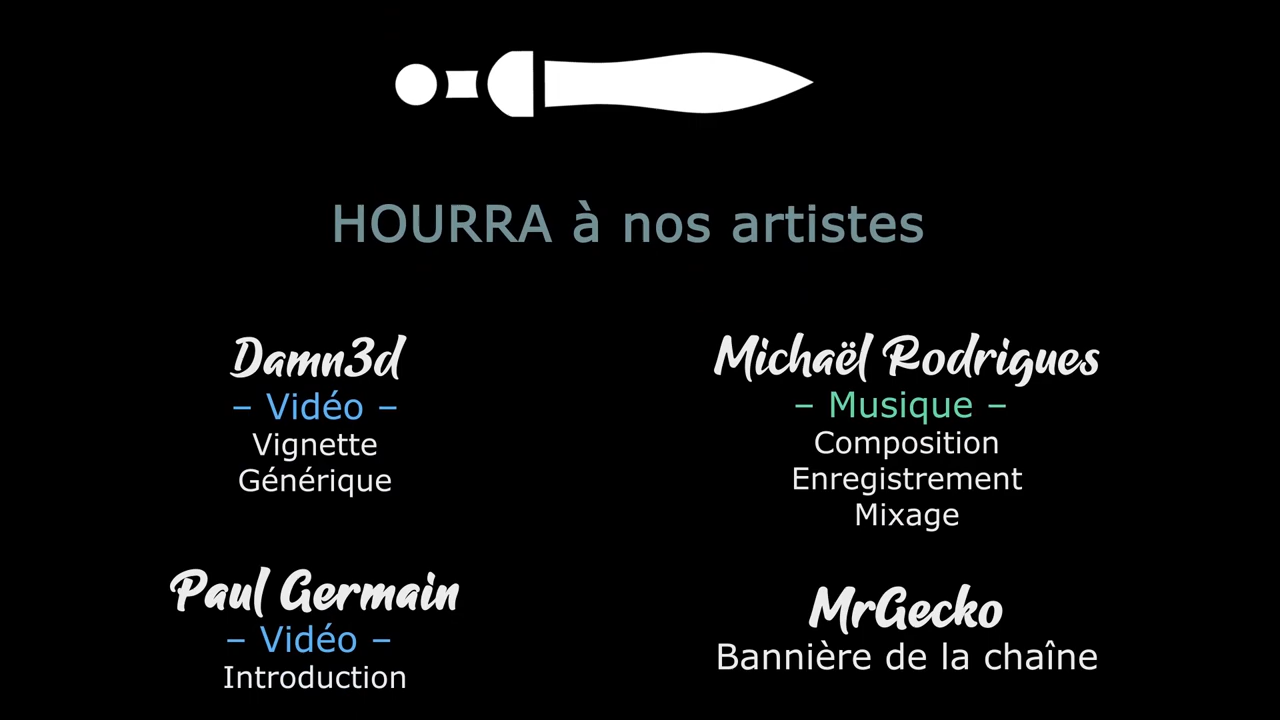 HOURRA à nos artistes
Damn3d
– Vidéo –
Vignette
Générique
Michaël Rodrigues
– Musique –
Composition
Enregistrement
Mixage
Paul Germain
– Vidéo –
Introduction
MrGecko
Bannière de la chaîne